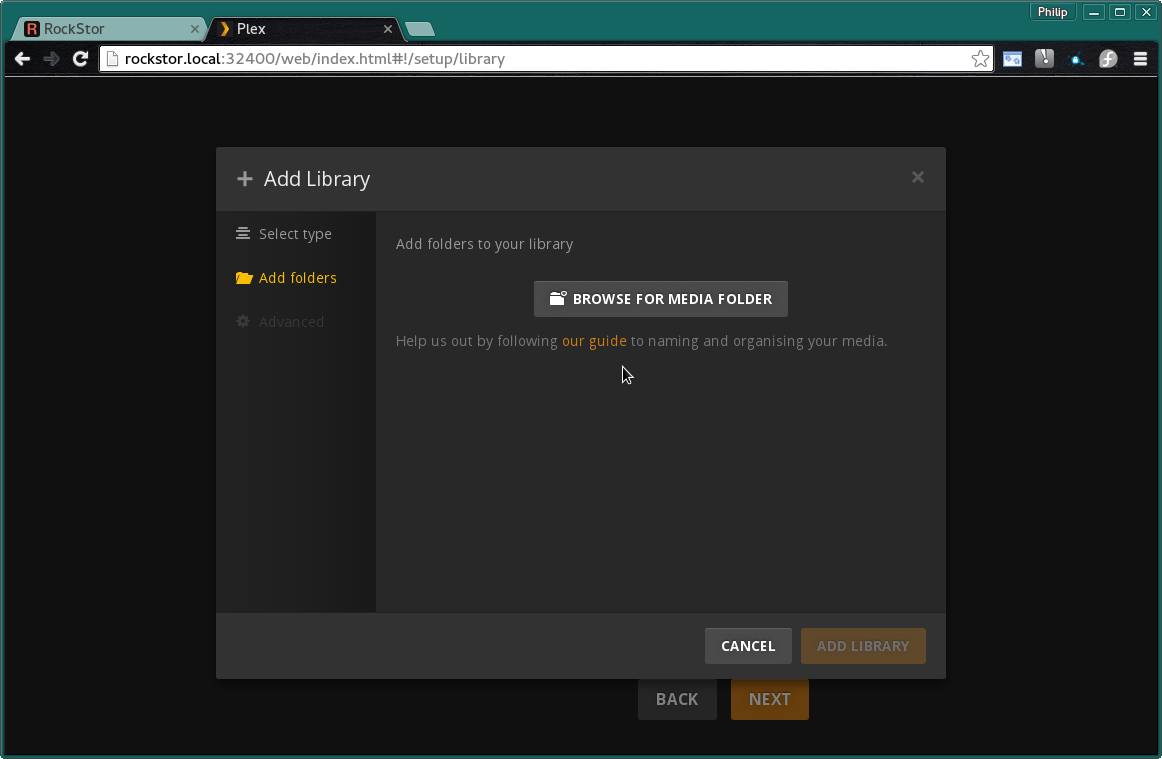 Philip
RockStor
Plex
rockstor.local:32400/web/index.html#!/setup/library
Add Library
Select type
Add folders
Advanced
Add folders to your library
BROWSE FOR MEDIA FOLDER
Help us out by following our guide to naming and organising your media.
CANCEL
ADD LIBRARY
BACK
NEXT